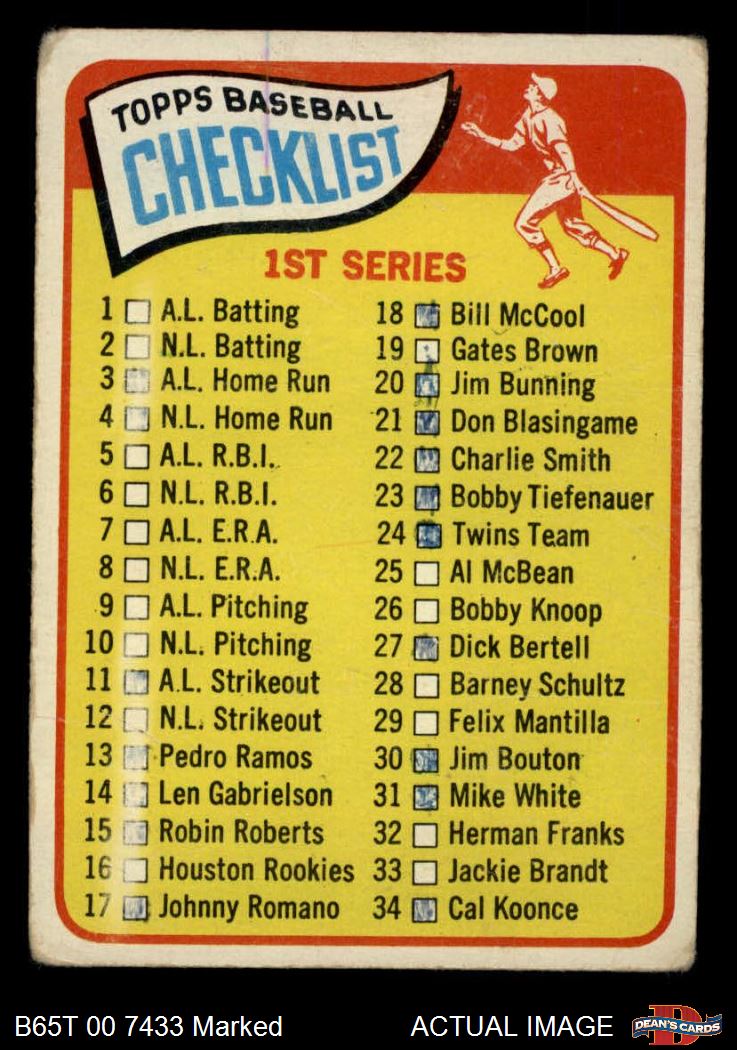 TOPPS BASEBALL
CHECKLIST
1ST SERIES
1 A.L. Batting
2 N.L. Batting
3 A.L. Home Run
4 N.L. Home Run
5 A.L. R.B.I.
6 N.L. R.B.I.
7 A.L. E.R.A.
8 N.L. E.R.A.
9 A.L. Pitching
10 N.L. Pitching
11 A.L. Strikeout
12 N.L. Strikeout
13 Pedro Ramos
14 Len Gabrielson
15 Robin Roberts
16 Houston Rookies
17 Johnny Romano
18 Bill McCool
19 Gates Brown
20 Jim Bunning
21 Don Blasingame
22 Charlie Smith
23 Bobby Tiefenauer
24 Twins Team
25 Al McBean
26 Bobby Knoop
27 Dick Bertell
28 Barney Schultz
29 Felix Mantilla
30 Jim Bouton
31 Mike White
32 Herman Franks
33 Jackie Brandt
34 Cal Koonce
B65T 00 7433 Marked
ACTUAL IMAGE
D
DEAN'S CARDS